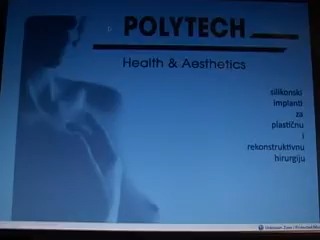 POLYTECH
Health & Aesthetics
silikonski
implanti
za
plastičnu
i
rekonstruktivnu
hirurgiju